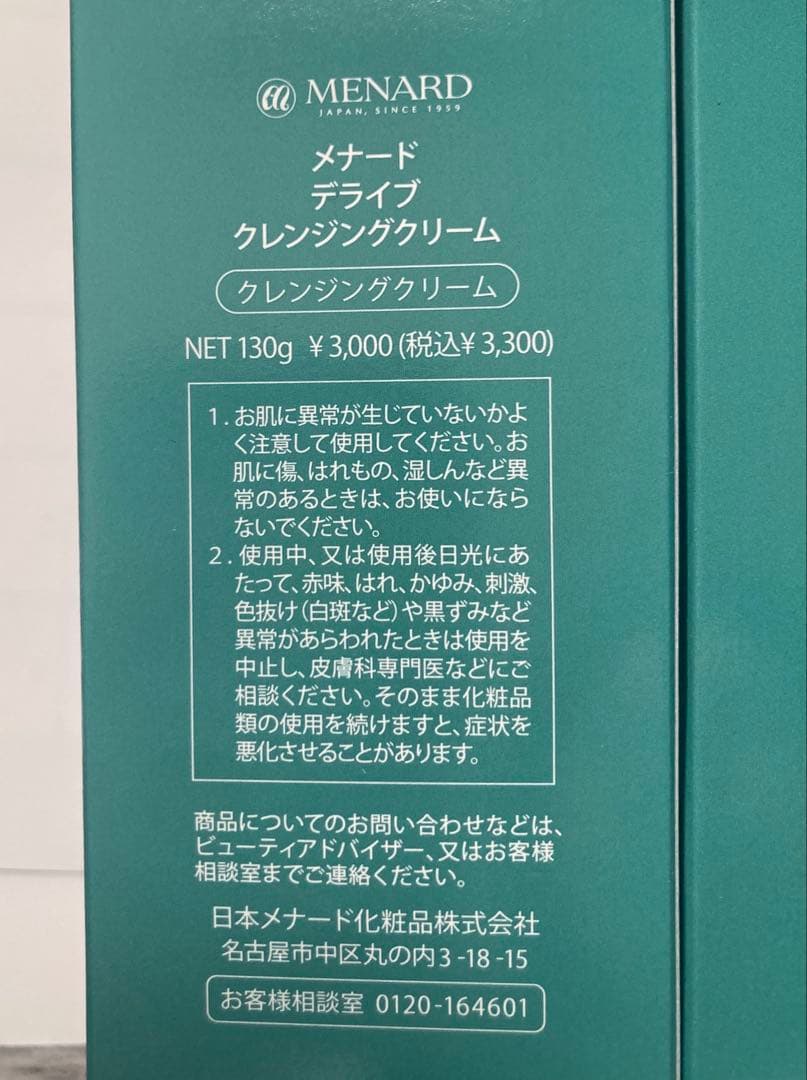 MENARD
JAPAN, SINCE 1959
メナード
デライブ
クレンジングクリーム
クレンジングクリーム
NET 130g ¥3,000(税込¥3,300)
1.お肌に異常が生じていないかよ
く注意して使用してください。お
肌に傷、はれもの、湿しんなど異
常のあるときは、お使いになら
ないでください。
2.使用中、又は使用後日光にあ
たって、赤味、はれ、かゆみ、刺激、
色抜け(白斑など)や黒ずみなど
異常があらわれたときは使用を
中止し、皮膚科専門医などにご
相談ください。そのまま化粧品
類の使用を続けますと、症状を
悪化させることがあります。
商品についてのお問い合わせなどは、
ビューティアドバイザー、又はお客様
相談室までご連絡ください。
日本メナード化粧品株式会社
名古屋市中区丸の内3-18-15
お客様相談室 0120-164601